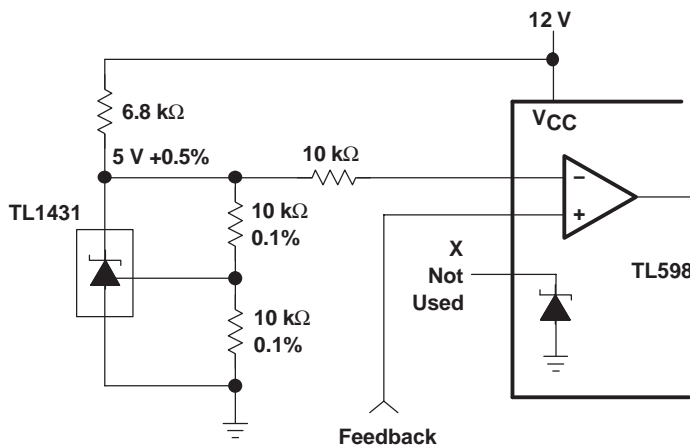 12 V
6.8 kΩ
VCC
5 V +0.5%
10 kΩ
−
TL1431
10 kΩ
0.1%
+
X
Not
Used
TL598
10 kΩ
0.1%
Feedback